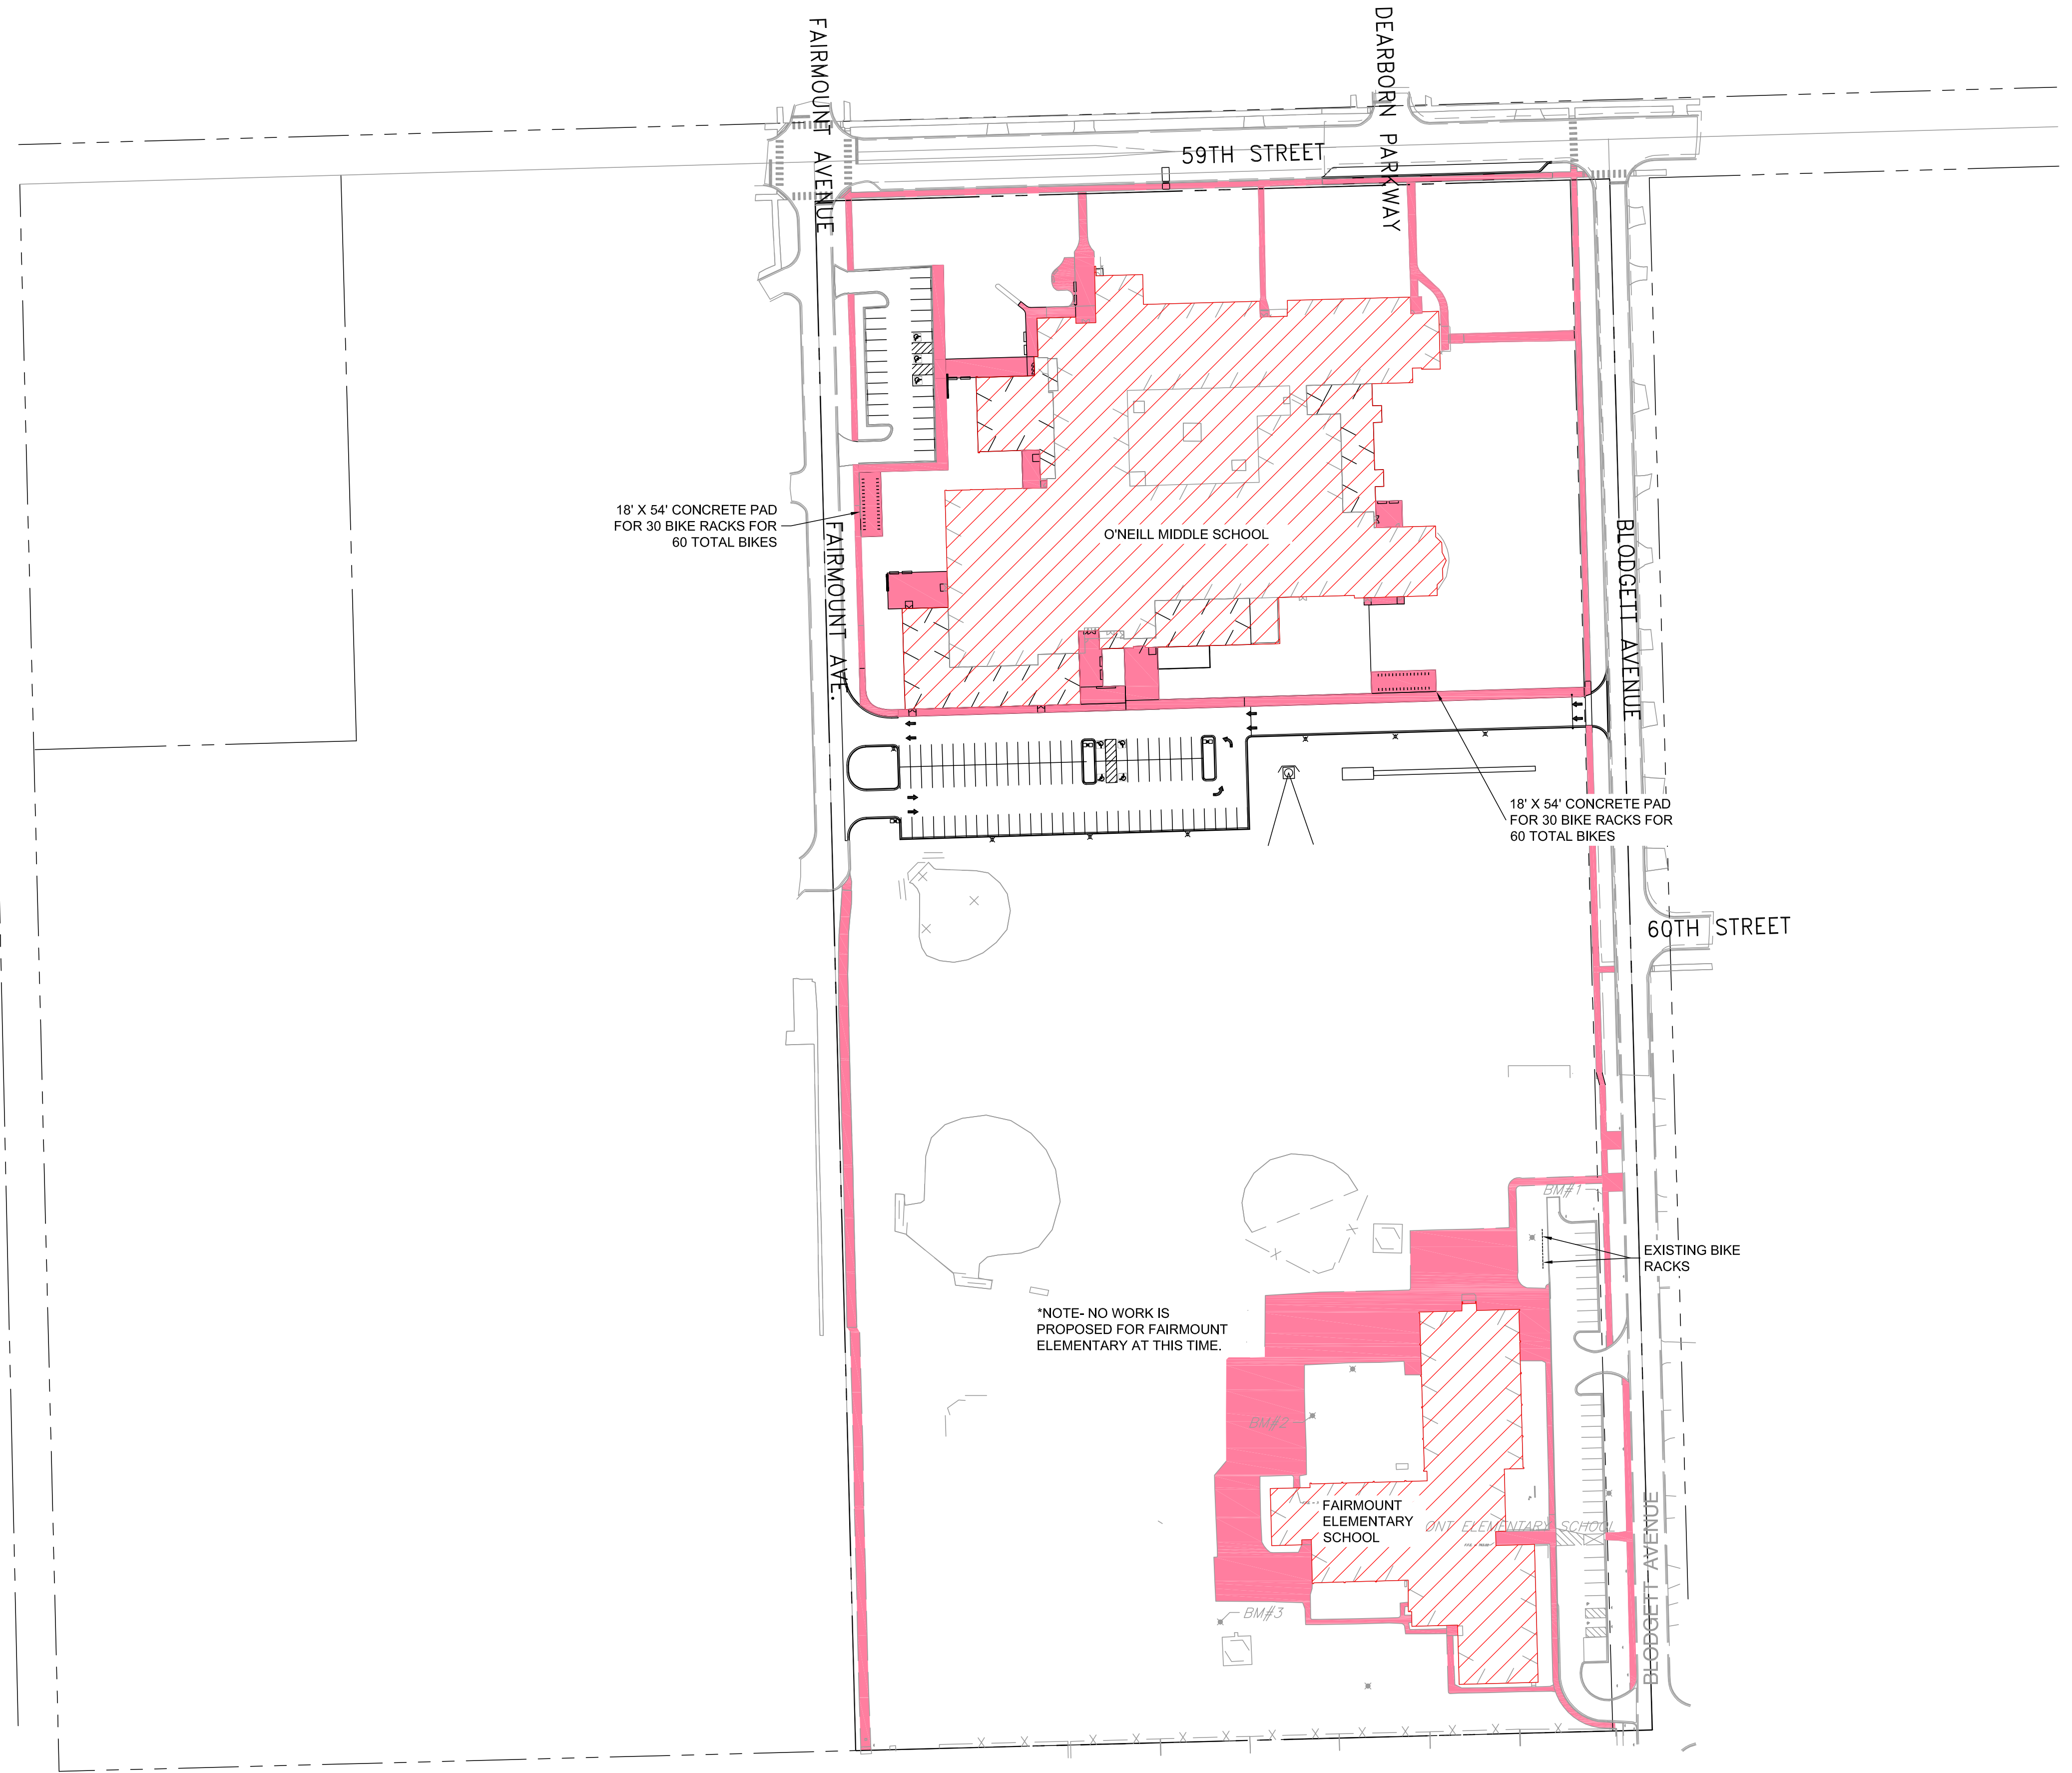 FAIRMOUNT AVENUE
DEARBORN PARKWAY
59TH STREET
18' X 54' CONCRETE PAD
FOR 30 BIKE RACKS FOR
60 TOTAL BIKES
FAIRMOUNT AVE.
O'NEILL MIDDLE SCHOOL
BLODGETT AVENUE
18' X 54' CONCRETE PAD
FOR 30 BIKE RACKS FOR
60 TOTAL BIKES
60TH STREET
BM#1
EXISTING BIKE
RACKS
*NOTE- NO WORK IS
PROPOSED FOR FAIRMOUNT
ELEMENTARY AT THIS TIME.
BM#2
FAIRMOUNT
ELEMENTARY
SCHOOL
ONT ELEMENTARY SCHOOL
BLODGETT AVENUE
BM#3